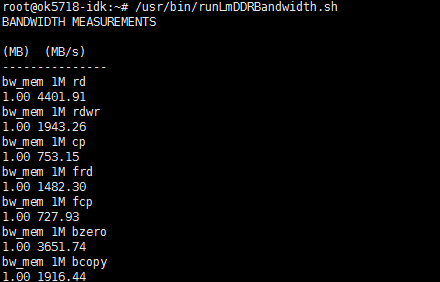 root@ok5718-idk:~# /usr/bin/runLmDDRBandwidth.sh
BANDWIDTH MEASUREMENTS
(MB) (MB/s)
---------------
bw_mem 1M rd
1.00 4401.91
bw_mem 1M rdwr
1.00 1943.26
bw_mem 1M cp
1.00 753.15
bw_mem 1M frd
1.00 1482.30
bw_mem 1M fcp
1.00 727.93
bw_mem 1M bzero
1.00 3651.74
bw_mem 1M bcopy
1.00 1916.44